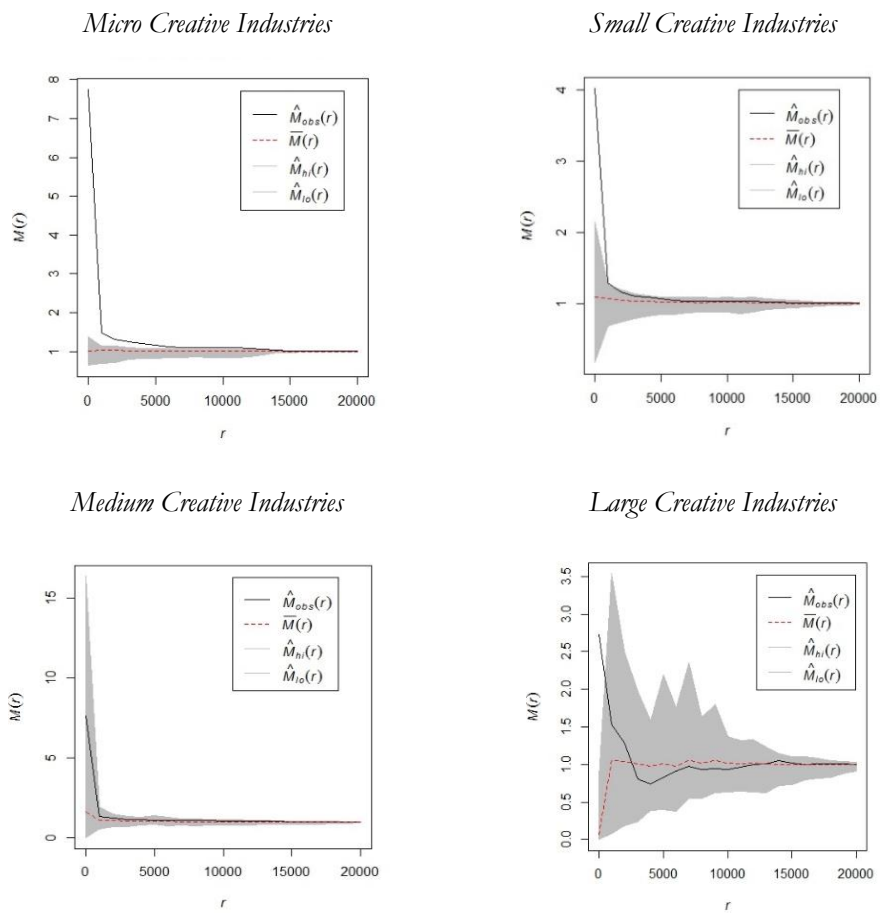 Micro Creative Industries
M(r)
8
7
6
5
4
3
2
1
M̂obs(r)
M̅(r)
M̂hi(r)
M̂lo(r)
0 5000 10000 15000 20000
r
Small Creative Industries
M(r)
4
3
2
1
M̂obs(r)
M̅(r)
M̂hi(r)
M̂lo(r)
0 5000 10000 15000 20000
r
Medium Creative Industries
M(r)
15
10
5
0
M̂obs(r)
M̅(r)
M̂hi(r)
M̂lo(r)
0 5000 10000 15000 20000
r
Large Creative Industries
M(r)
3.5
3.0
2.5
2.0
1.5
1.0
0.5
0.0
M̂obs(r)
M̅(r)
M̂hi(r)
M̂lo(r)
0 5000 10000 15000 20000
r